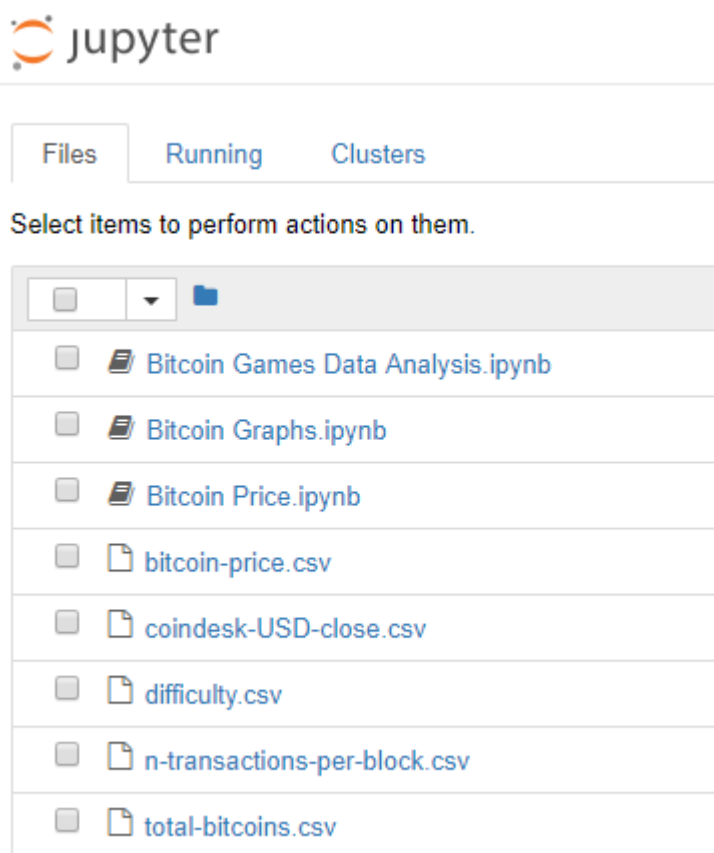 jupyter
Files Running Clusters
Select items to perform actions on them.
Bitcoin Games Data Analysis.ipynb
Bitcoin Graphs.ipynb
Bitcoin Price.ipynb
bitcoin-price.csv
coindesk-USD-close.csv
difficulty.csv
n-transactions-per-block.csv
total-bitcoins.csv